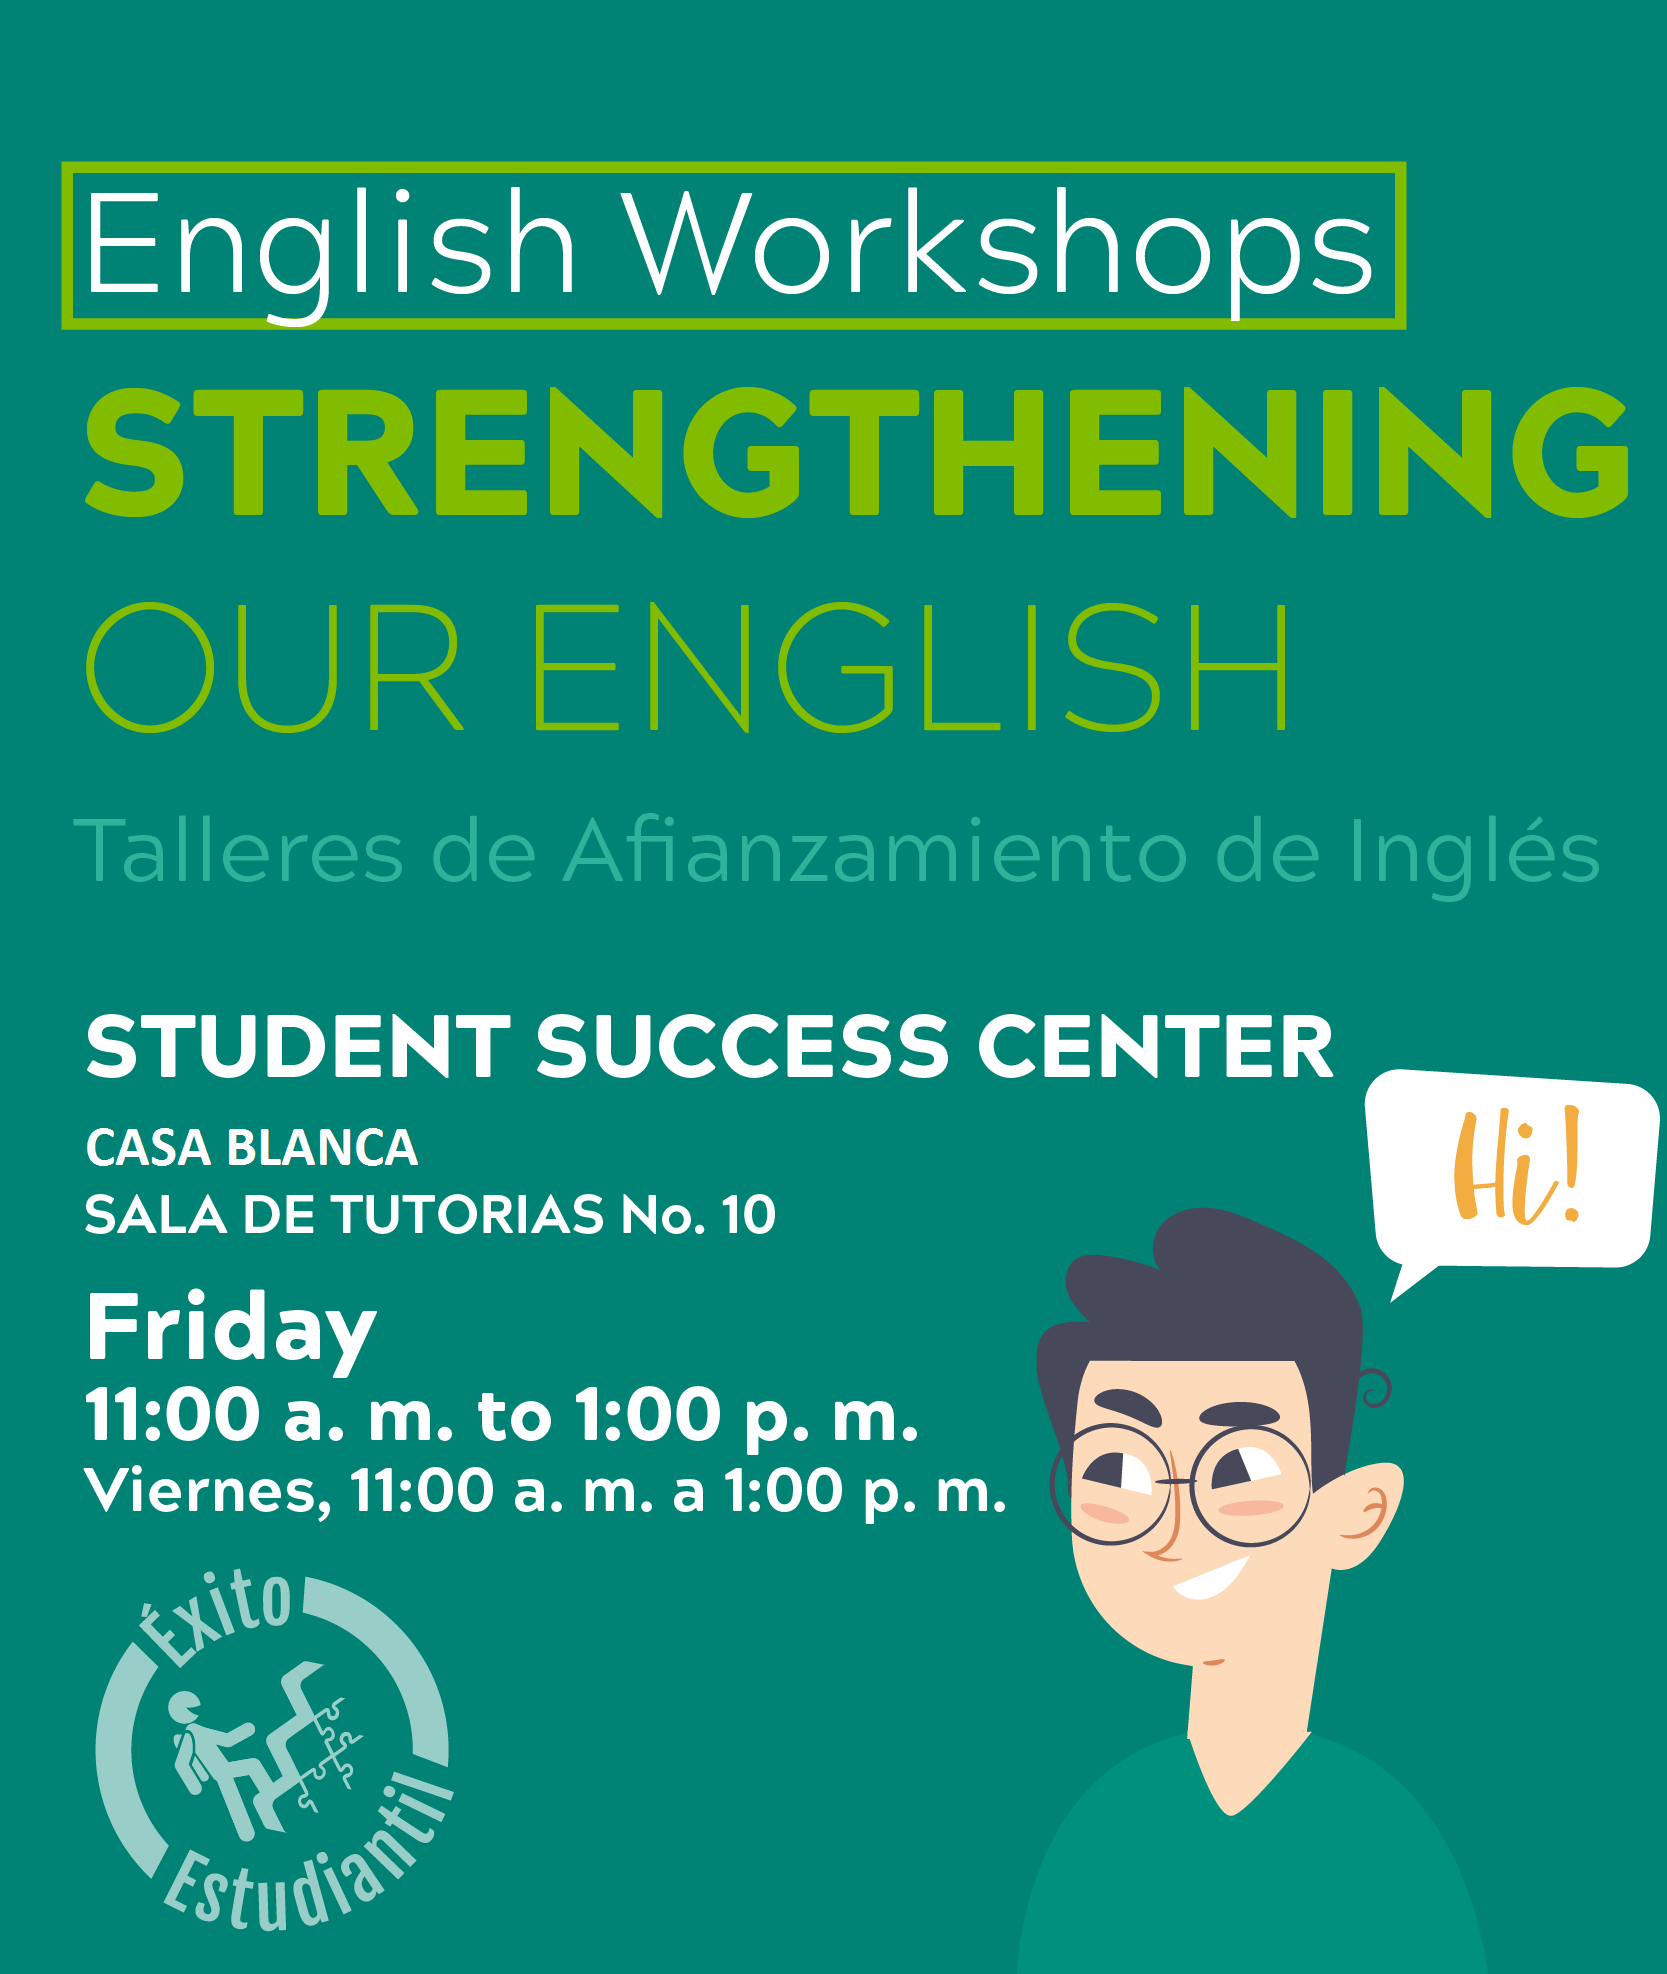 English Workshops
STRENGTHENING
OUR ENGLISH
Talleres de Afianzamiento de Inglés
STUDENT SUCCESS CENTER
CASA BLANCA
SALA DE TUTORIAS No. 10
Hi!
Friday
11:00 a. m. to 1:00 p. m.
Viernes, 11:00 a. m. a 1:00 p. m.
Éxito
Estudiantil